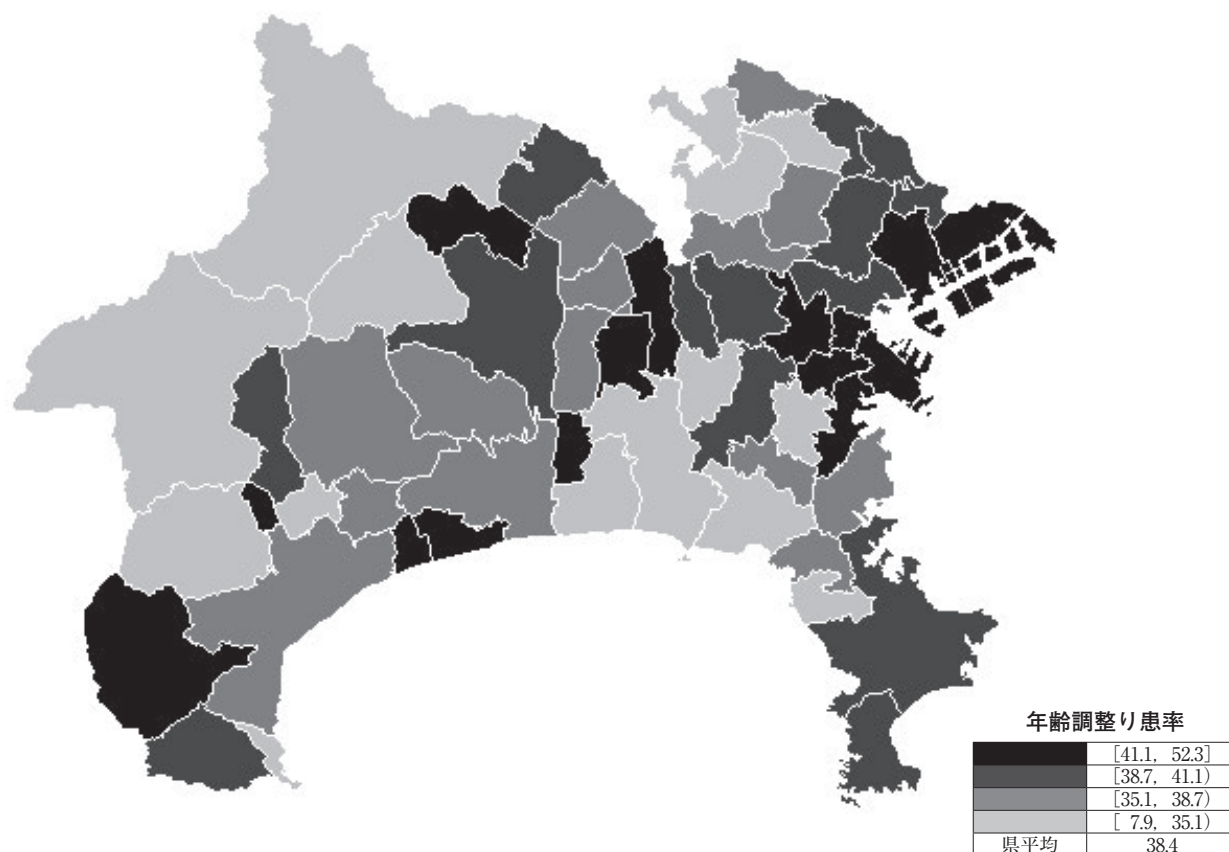 年齢調整り患率
[41.1, 52.3]
[38.7, 41.1)
[35.1, 38.7)
[ 7.9, 35.1)
県平均 38.4